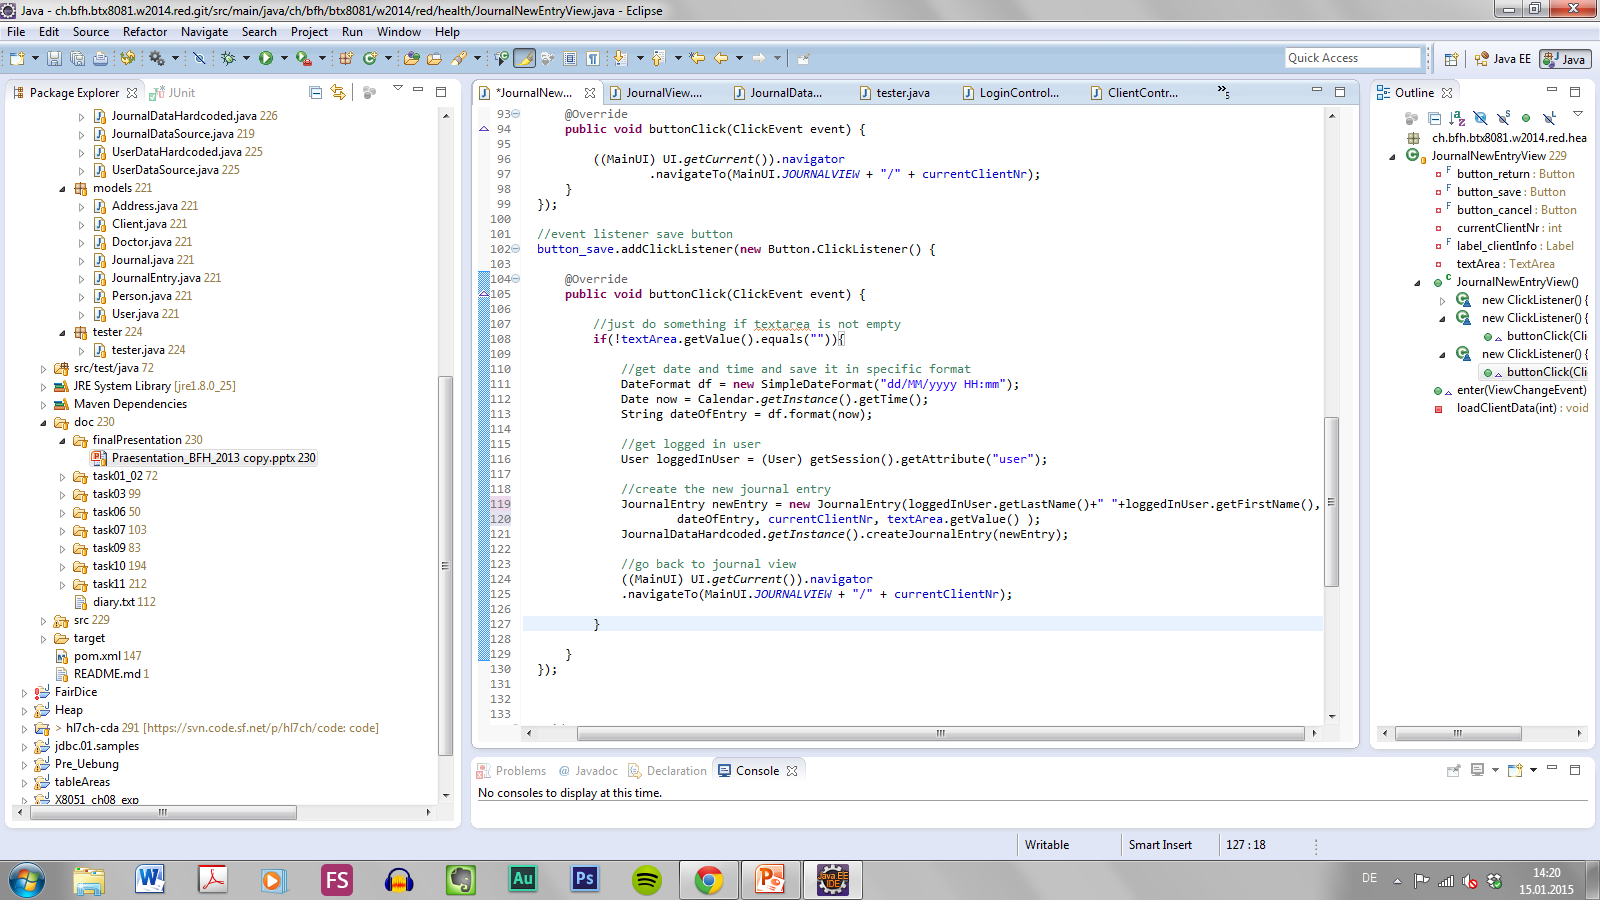 Java - ch.bfh.btx8081.w2014.red.git/src/main/java/ch/bfh/btx8081/w2014/red/health/JournalNewEntryView.java - Eclipse
File Edit Source Refactor Navigate Search Project Run Window Help
Quick Access
Java EE
Java
Package Explorer
JUnit
JournalDataHardcoded.java 226
JournalDataSource.java 219
UserDataHardcoded.java 225
UserDataSource.java 225
models 221
Address.java 221
Client.java 221
Doctor.java 221
Journal.java 221
JournalEntry.java 221
Person.java 221
User.java 221
tester 224
tester.java 224
src/test/java 72
JRE System Library [jre1.8.0_25]
Maven Dependencies
doc 230
finalPresentation 230
Praesentation_BFH_2013 copy.pptx 230
task01_02 72
task03 99
task06 50
task07 103
task09 83
task10 194
task11 212
diary.txt 112
src 229
target
pom.xml 147
README.md 1
FairDice
Heap
> hl7ch-cda 291 [https://svn.code.sf.net/p/hl7ch/code: code]
jdbc.01.samples
Pre_Uebung
tableAreas
X8051_ch08_exp
*JournalNew... JournalView.... JournalData... tester.java LoginControl... ClientContr... »5
93 @Override
94 public void buttonClick(ClickEvent event) {
95
96 ((MainUI) UI.getCurrent()).navigator
97 .navigateTo(MainUI.JOURNALVIEW + "/" + currentClientNr);
98 }
99 });
100
101 //event listener save button
102 button_save.addClickListener(new Button.ClickListener() {
103
104 @Override
105 public void buttonClick(ClickEvent event) {
106
107 //just do something if textarea is not empty
108 if(!textArea.getValue().equals("")){
109
110 //get date and time and save it in specific format
111 DateFormat df = new SimpleDateFormat("dd/MM/yyyy HH:mm");
112 Date now = Calendar.getInstance().getTime();
113 String dateOfEntry = df.format(now);
114
115 //get logged in user
116 User loggedInUser = (User) getSession().getAttribute("user");
117
118 //create the new journal entry
119 JournalEntry newEntry = new JournalEntry(loggedInUser.getLastName()+" "+loggedInUser.getFirstName(),
120 dateOfEntry, currentClientNr, textArea.getValue() );
121 JournalDataHardcoded.getInstance().createJournalEntry(newEntry);
122
123 //go back to journal view
124 ((MainUI) UI.getCurrent()).navigator
125 .navigateTo(MainUI.JOURNALVIEW + "/" + currentClientNr);
126
127 }
128
129 }
130 });
131
132
133
Outline
ch.bfh.btx8081.w2014.red.hea
JournalNewEntryView 229
button_return : Button
button_save : Button
button_cancel : Button
currentClientNr : int
label_clientInfo : Label
textArea : TextArea
JournalNewEntryView()
new ClickListener() {
new ClickListener() {
buttonClick(Cli
new ClickListener() {
buttonClick(Cli
enter(ViewChangeEvent)
loadClientData(int) : void
Problems
@ Javadoc
Declaration
Console
No consoles to display at this time.
Writable
Smart Insert
127 : 18
W
FS
Au
Ps
Java EE
IDE
DE
14:20
15.01.2015